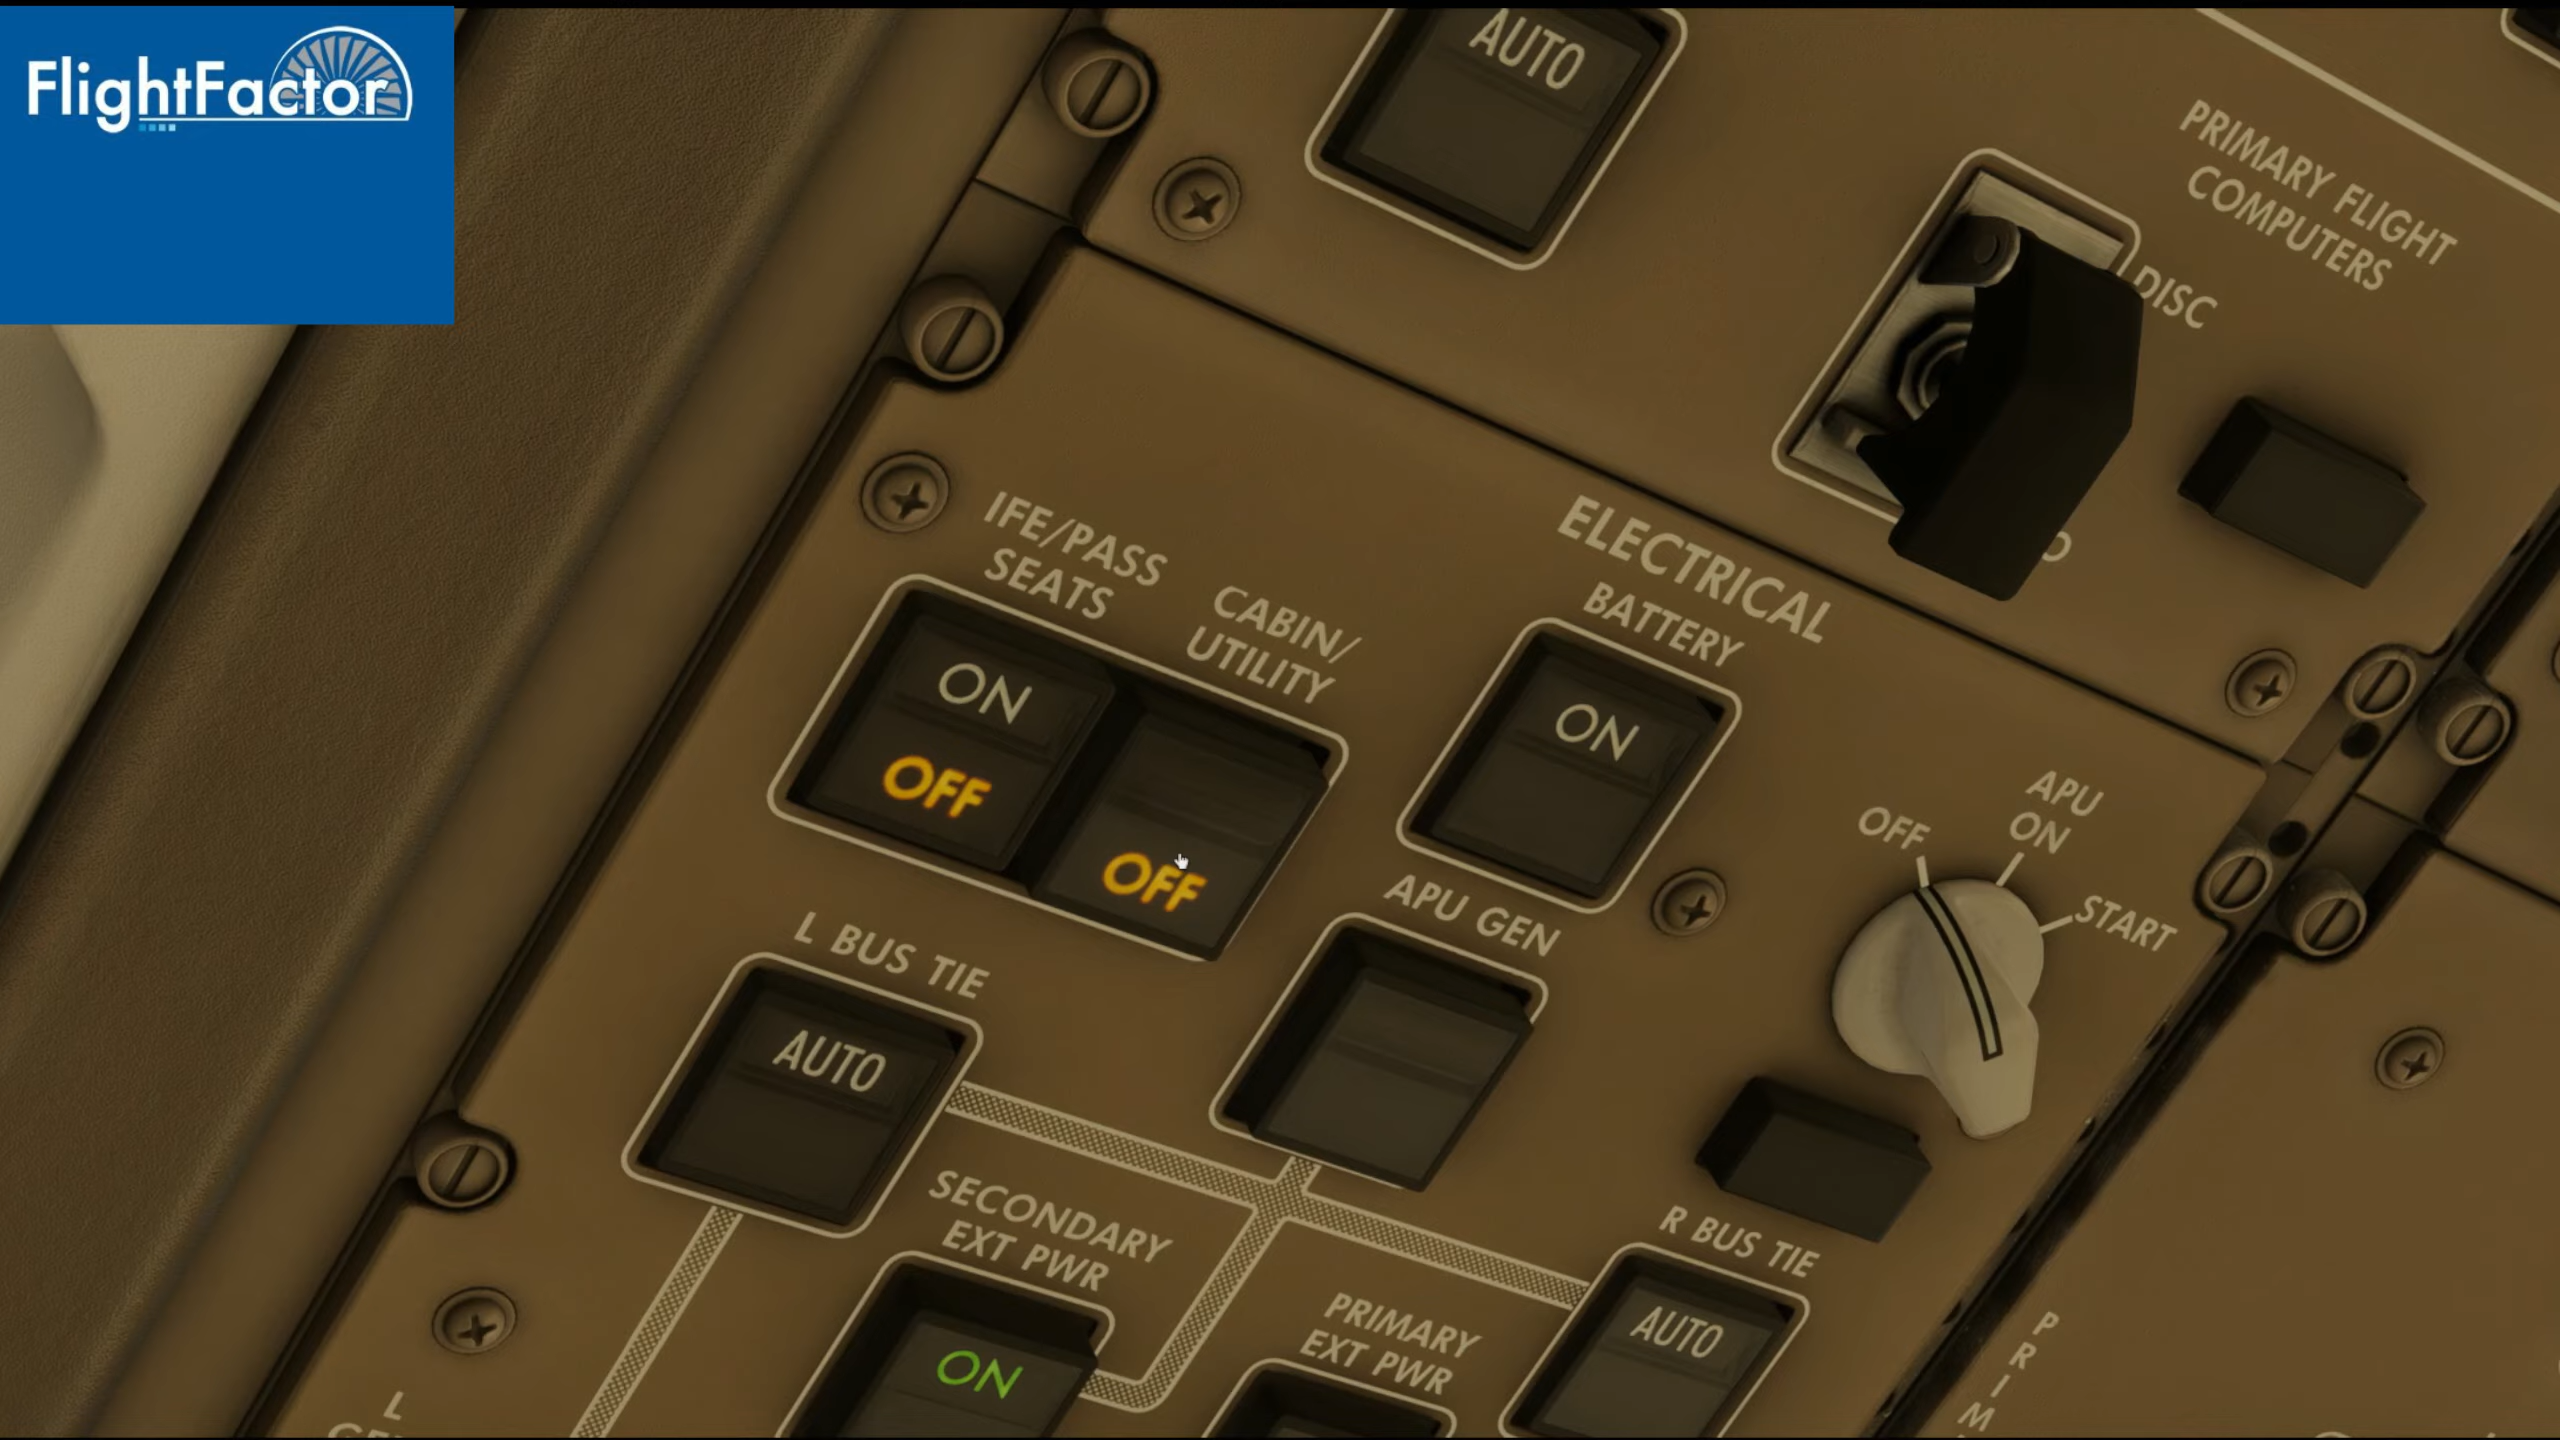 FlightFactor
AUTO
PRIMARY FLIGHT
COMPUTERS
DISC
IFE/PASS
SEATS
CABIN/
UTILITY
ELECTRICAL
BATTERY
ON
OFF
OFF
ON
OFF
APU
ON
START
L BUS TIE
AUTO
APU GEN
SECONDARY
EXT PWR
ON
PRIMARY
EXT PWR
R BUS TIE
AUTO
L
P
R
I
M